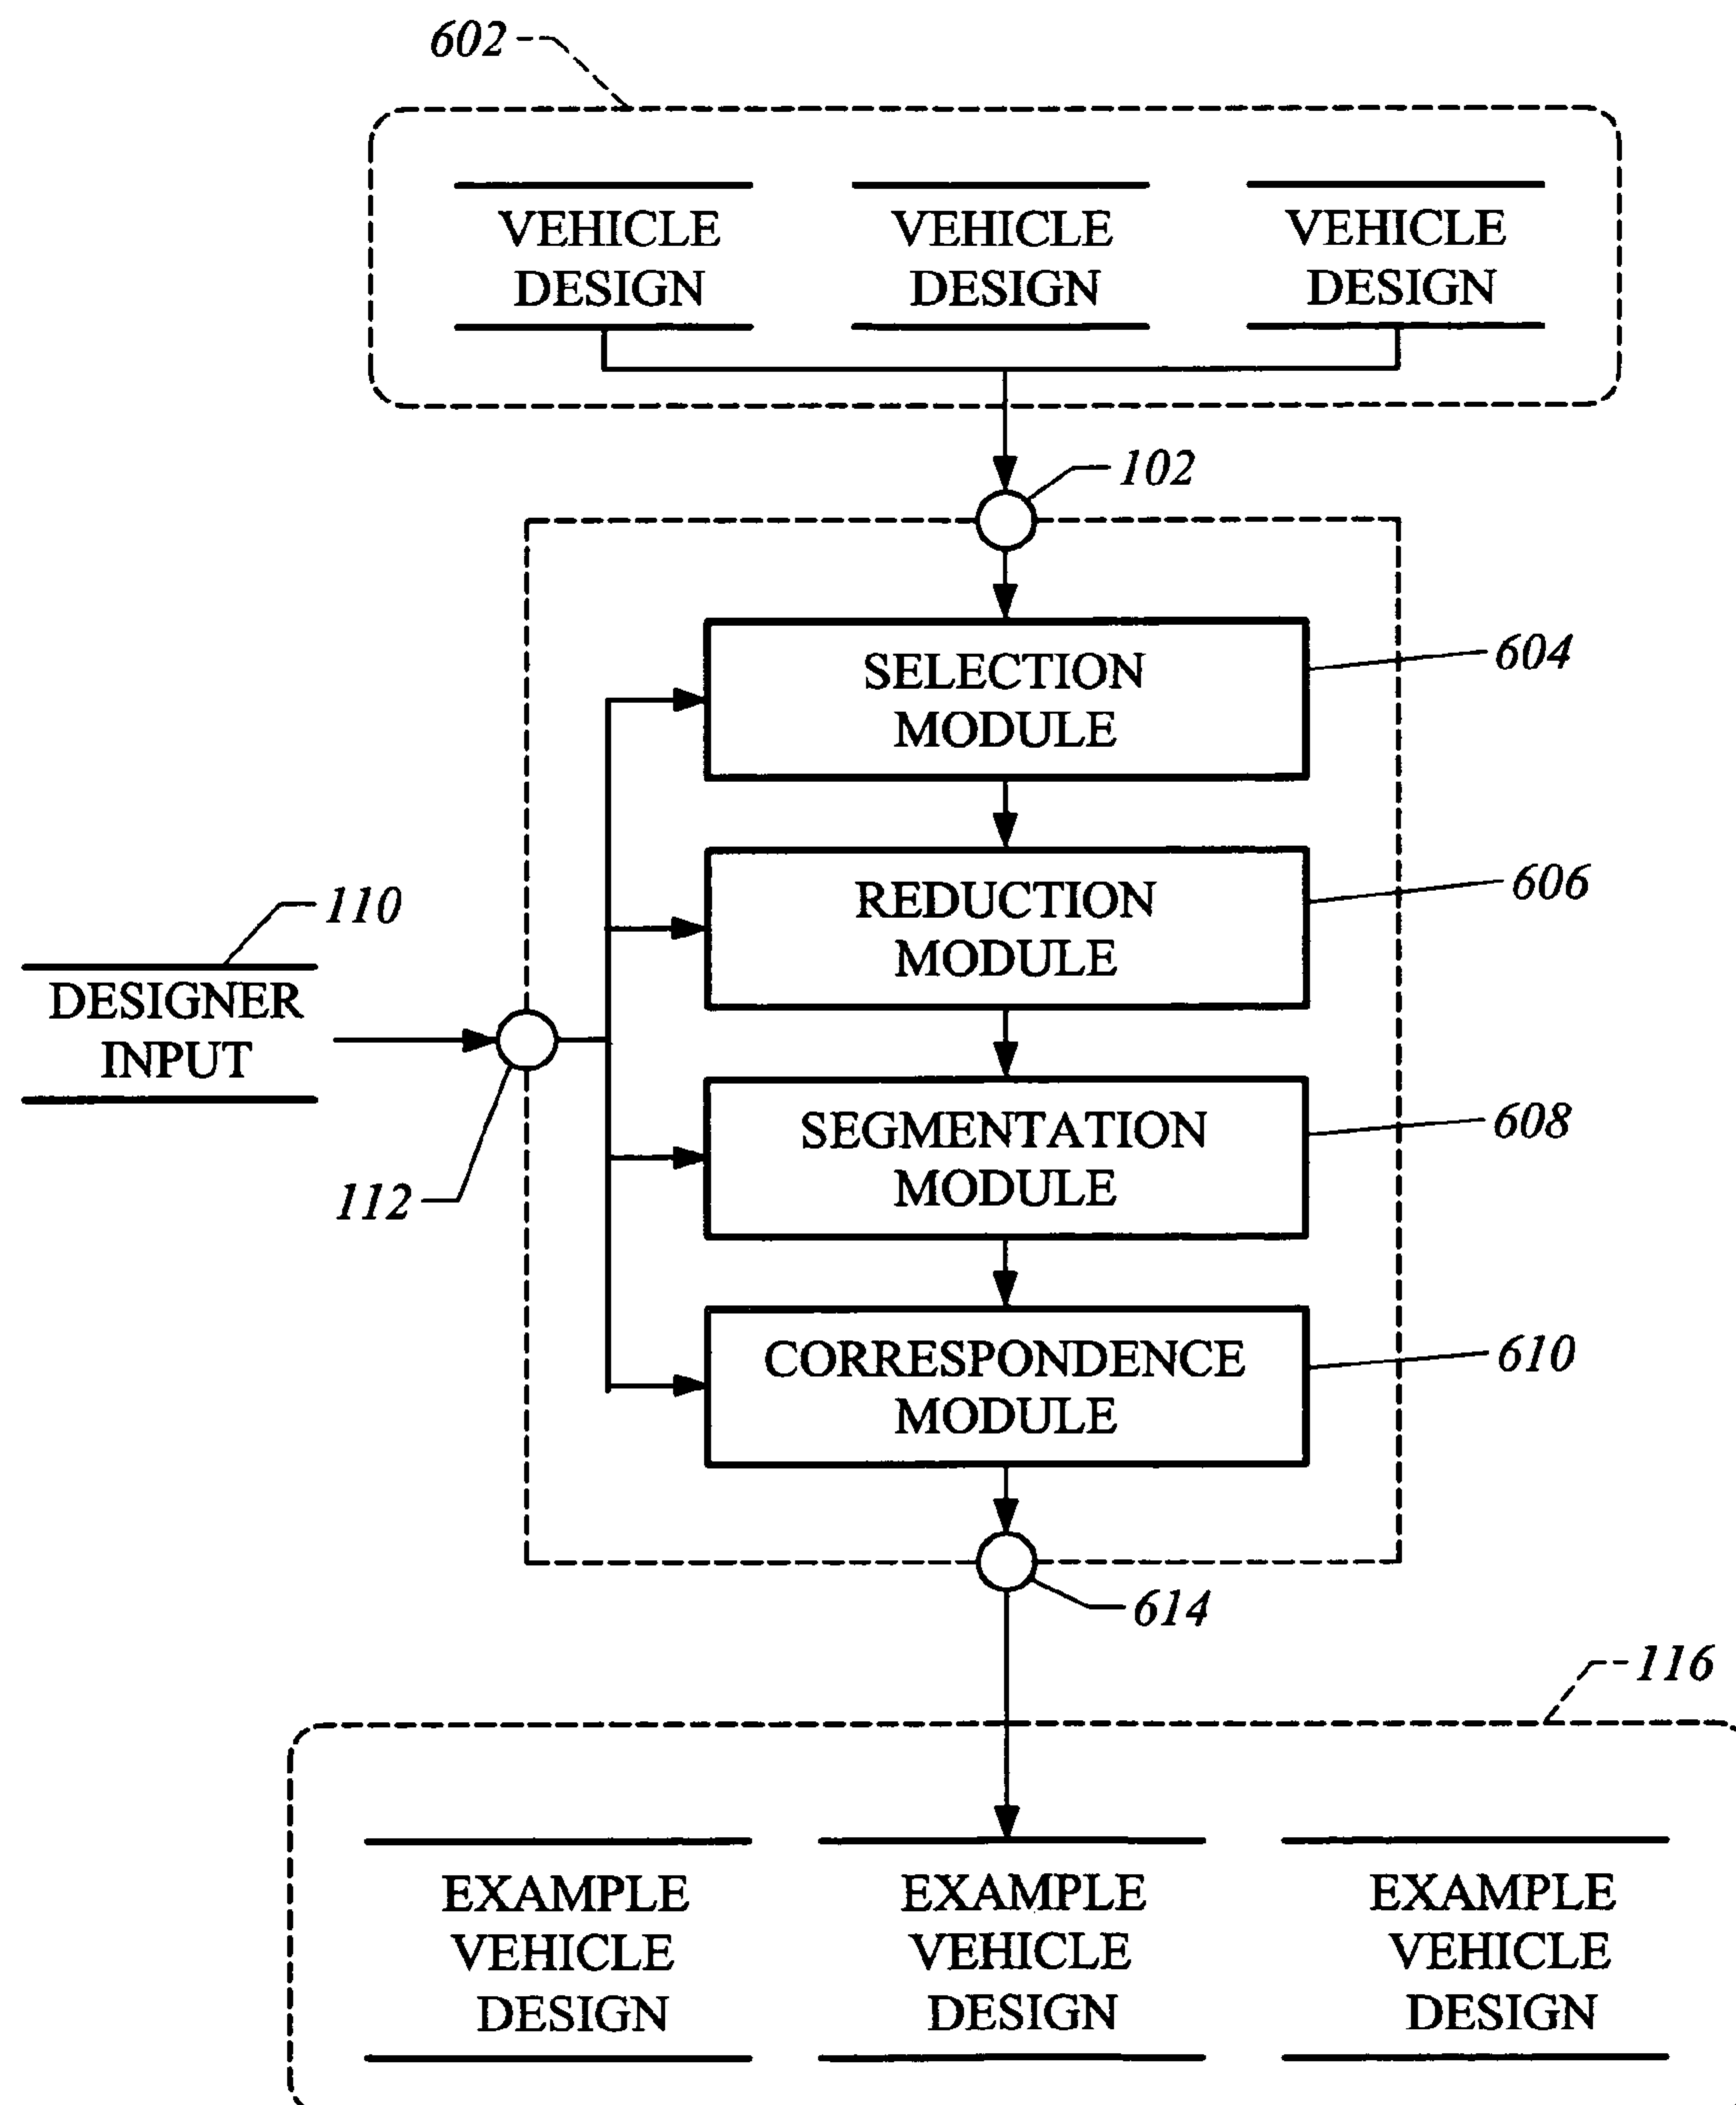 602
VEHICLE
DESIGN
VEHICLE
DESIGN
VEHICLE
DESIGN
102
SELECTION
MODULE
604
REDUCTION
MODULE
606
110
DESIGNER
INPUT
112
SEGMENTATION
MODULE
608
CORRESPONDENCE
MODULE
610
614
116
EXAMPLE
VEHICLE
DESIGN
EXAMPLE
VEHICLE
DESIGN
EXAMPLE
VEHICLE
DESIGN